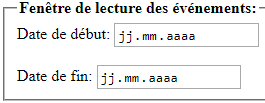 Fenêtre de lecture des événements:
Date de début: jj.mm.aaaa
Date de fin: jj.mm.aaaa